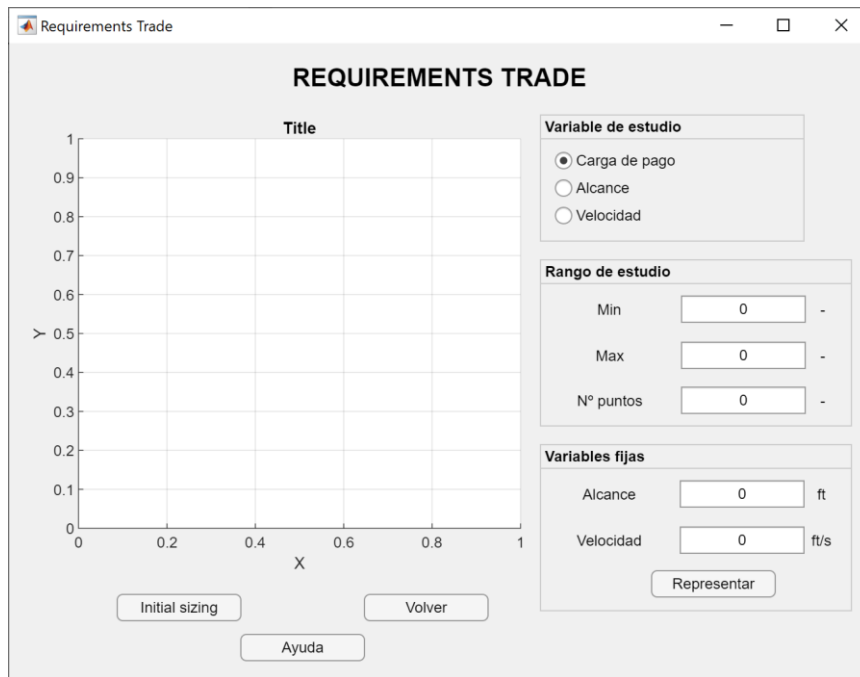 Requirements Trade
REQUIREMENTS TRADE
Title
1
0.9
0.8
0.7
0.6
0.5
0.4
0.3
0.2
0.1
0
Y
0 0.2 0.4 0.6 0.8 1
X
Initial sizing Volver
Ayuda
Variable de estudio
Carga de pago
Alcance
Velocidad
Rango de estudio
Min 0 -
Max 0 -
Nº puntos 0 -
Variables fijas
Alcance 0 ft
Velocidad 0 ft/s
Representar